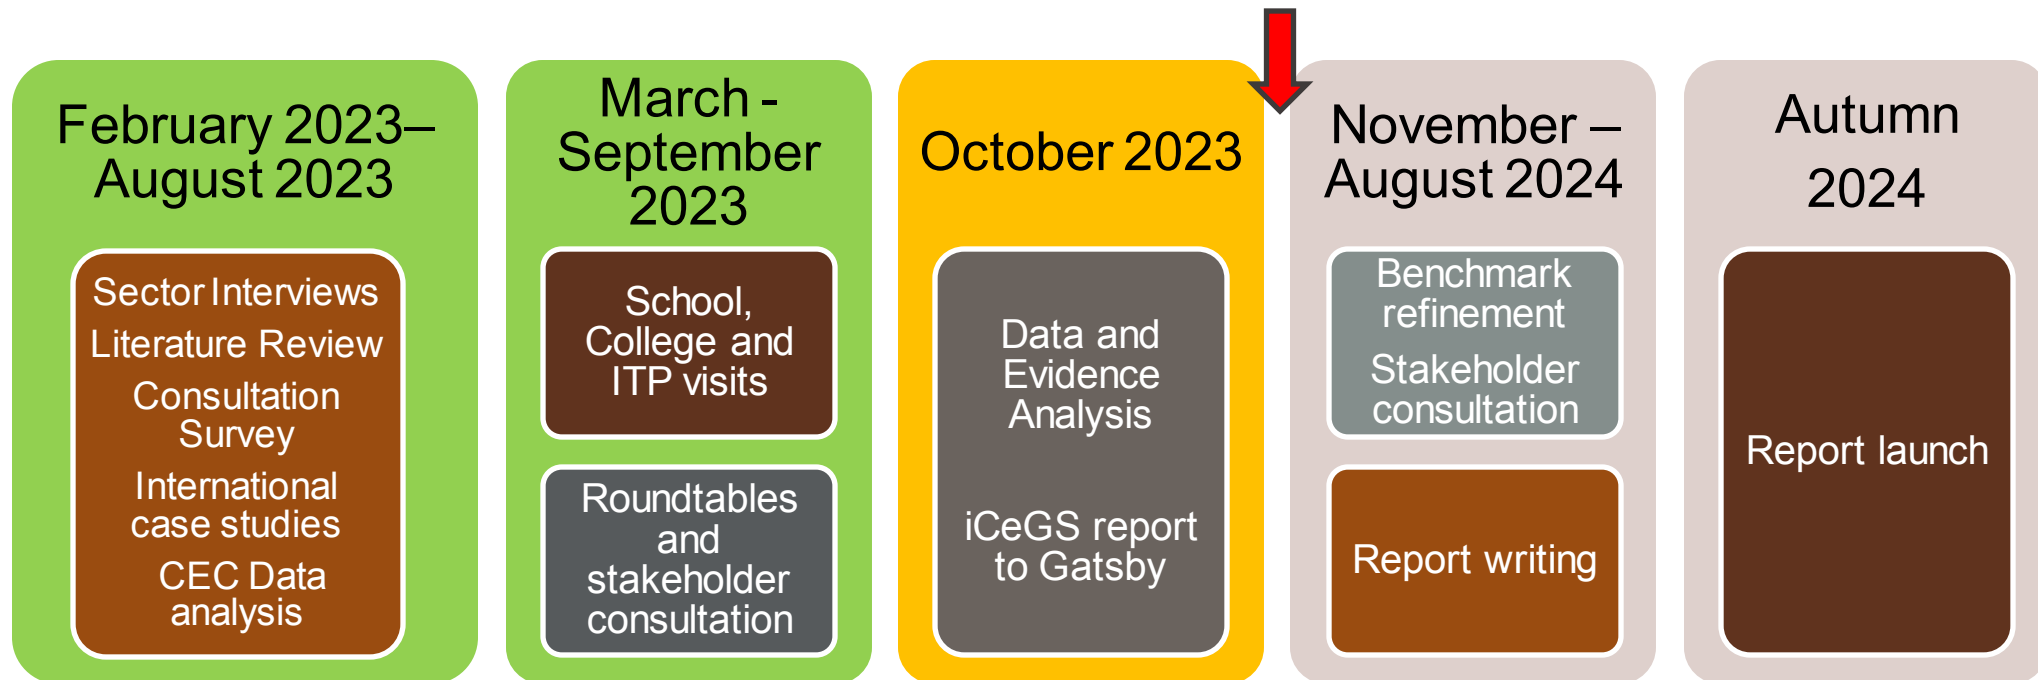 February 2023–
August 2023
Sector Interviews
Literature Review
Consultation
Survey
International
case studies
CEC Data
analysis
March -
September
2023
School,
College and
ITP visits
Roundtables
and
stakeholder
consultation
October 2023
Data and
Evidence
Analysis
iCeGS report
to Gatsby
November –
August 2024
Benchmark
refinement
Stakeholder
consultation
Report writing
Autumn
2024
Report launch